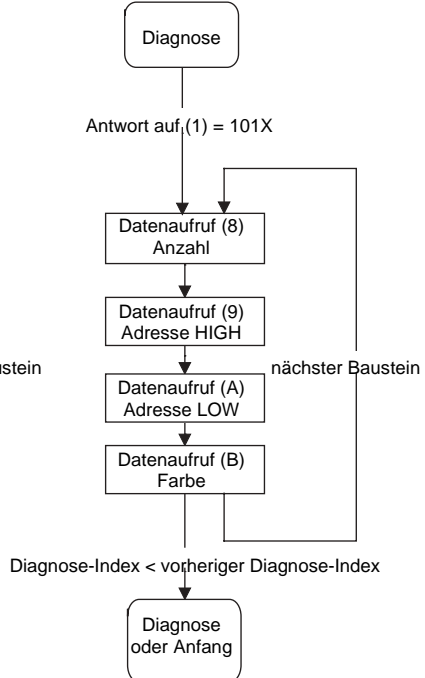 Diagnose
Antwort auf (1) = 101X
Datenaufruf (8)
Anzahl
Datenaufruf (9)
Adresse HIGH
ustein
nächster Baustein
Datenaufruf (A)
Adresse LOW
Datenaufruf (B)
Farbe
Diagnose-Index < vorheriger Diagnose-Index
Diagnose
oder Anfang